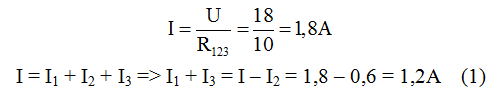 I = U/R₁₂₃ = 18/10 = 1,8A
I = I₁ + I₂ + I₃ => I₁ + I₃ = I – I₂ = 1,8 – 0,6 = 1,2A (1)